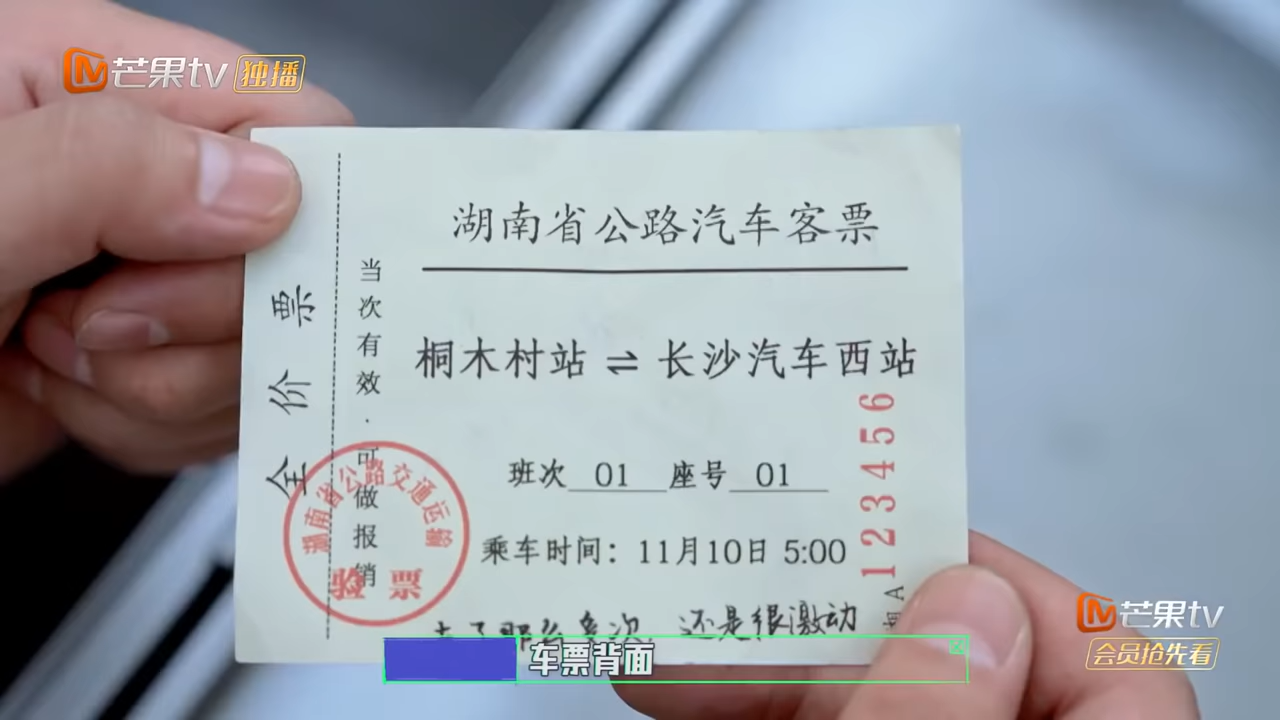 芒果tv 独播
湖南省公路汽车客票
全价票
当次有效·可做报销
桐木村站 ⇌ 长沙汽车西站
班次 01 座号 01
乘车时间：11月10日 5:00
A 123456
湖南省公路交通运输
验票
多次，还是很激动
车票背面
芒果tv
会员抢先看